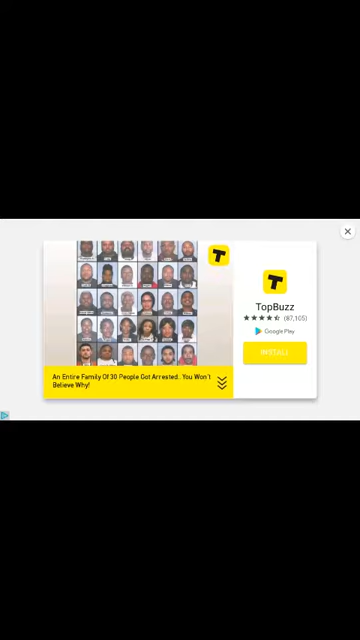 TopBuzz
(87,105)
Google Play
INSTALL
An Entire Family Of 30 People Got Arrested.. You Won't
Believe Why!